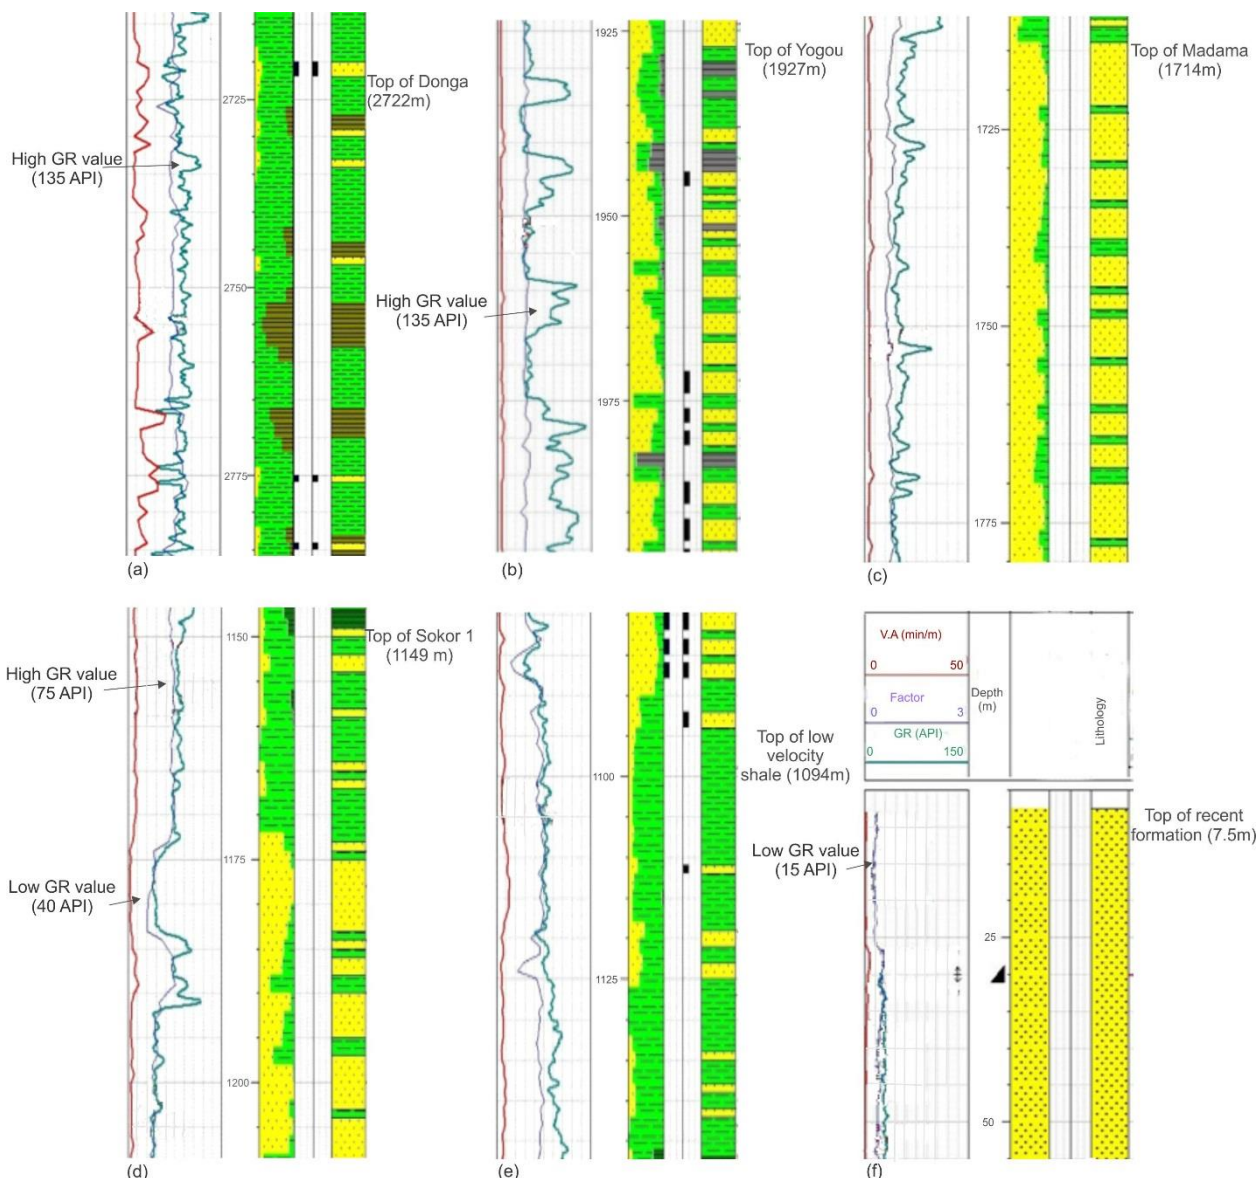 2725
2750
2775
Top of Donga
(2722m)
High GR value
(135 API)
(a)
1925
1950
1975
Top of Yogou
(1927m)
High GR value
(135 API)
(b)
1725
1750
1775
Top of Madama
(1714m)
(c)
1150
1175
1200
Top of Sokor 1
(1149 m)
High GR value
(75 API)
Low GR value
(40 API)
(d)
1100
1125
Top of low
velocity
shale (1094m)
(e)
V.A (min/m)
0 50
Factor
0 3
GR (API)
0 150
Depth
(m)
Lithology
Top of recent
formation (7.5m)
Low GR value
(15 API)
25
50
(f)